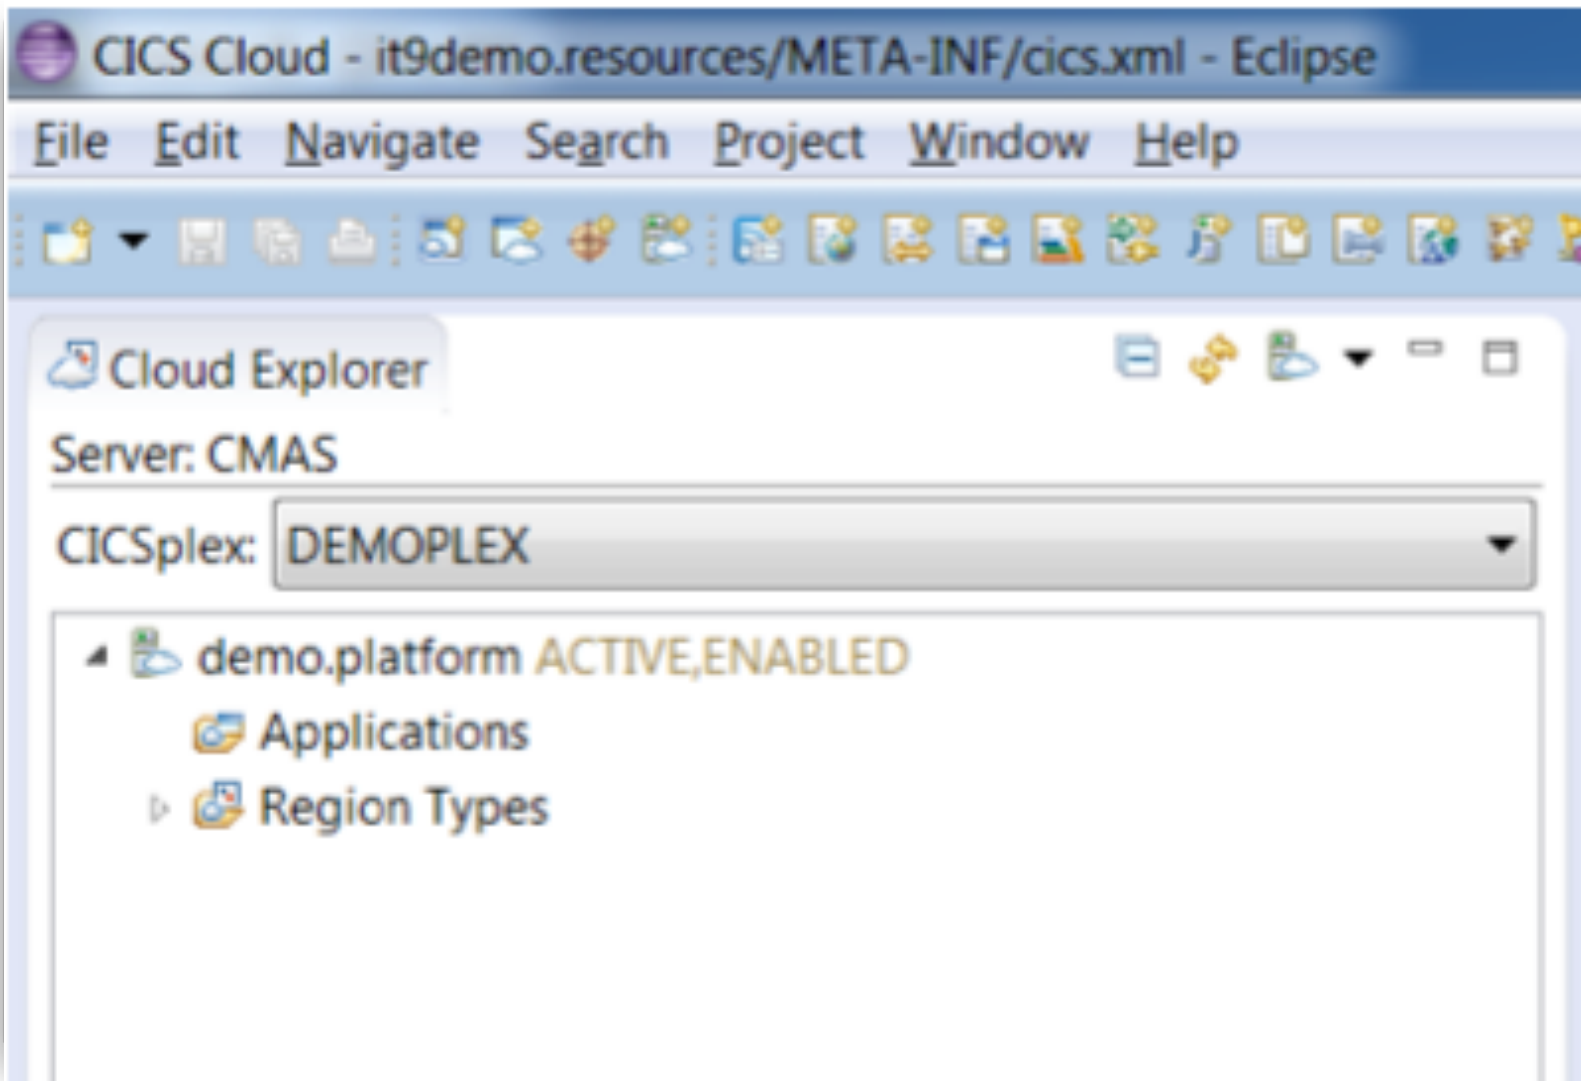 CICS Cloud - it9demo.resources/META-INF/cics.xml - Eclipse
File Edit Navigate Search Project Window Help
Cloud Explorer
Server: CMAS
CICSplex: DEMOPLEX
demo.platform ACTIVE,ENABLED
Applications
Region Types